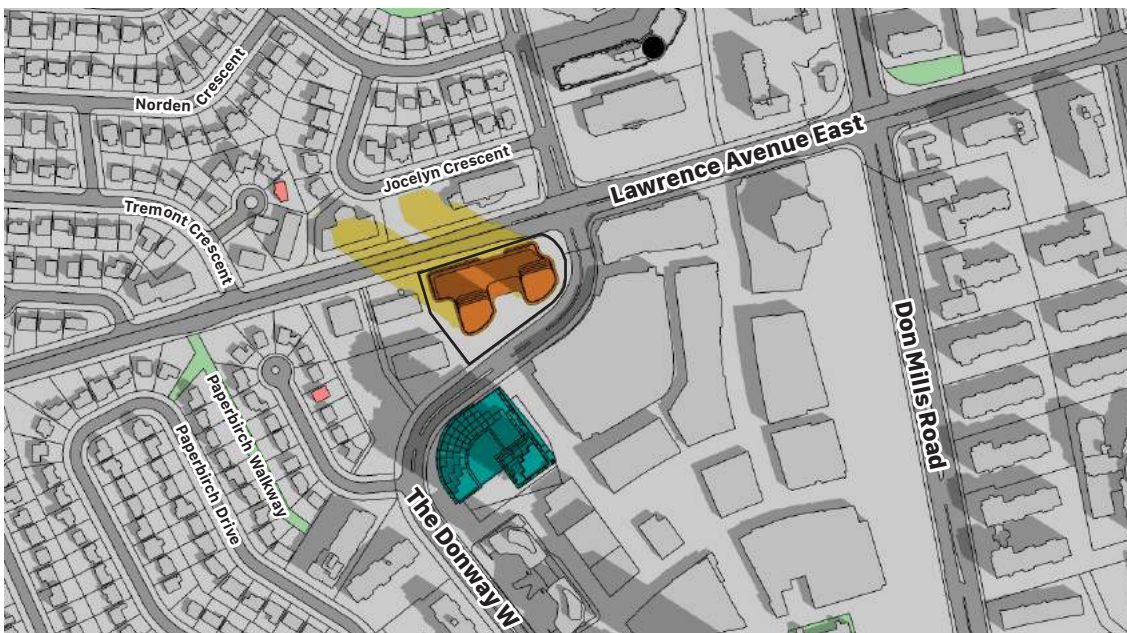 Norden Crescent
Jocelyn Crescent
Lawrence Avenue East
Tremont Crescent
Don Mills Road
Paperbirch Walkway
Paperbirch Drive
The Donway W